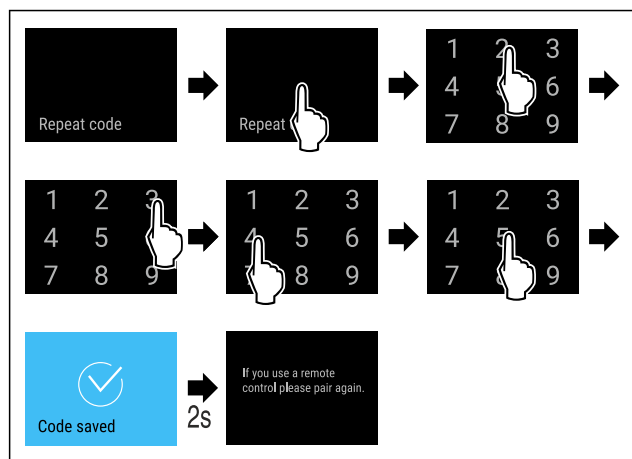 Repeat code
Repeat
1 2 3
4 6
7 8 9
1 2 3
4 5
7 8 9
1 2 3
4 5 6
8 9
1 2 3
4 5 6
7 9
Code saved
2s
If you use a remote
control please pair again.